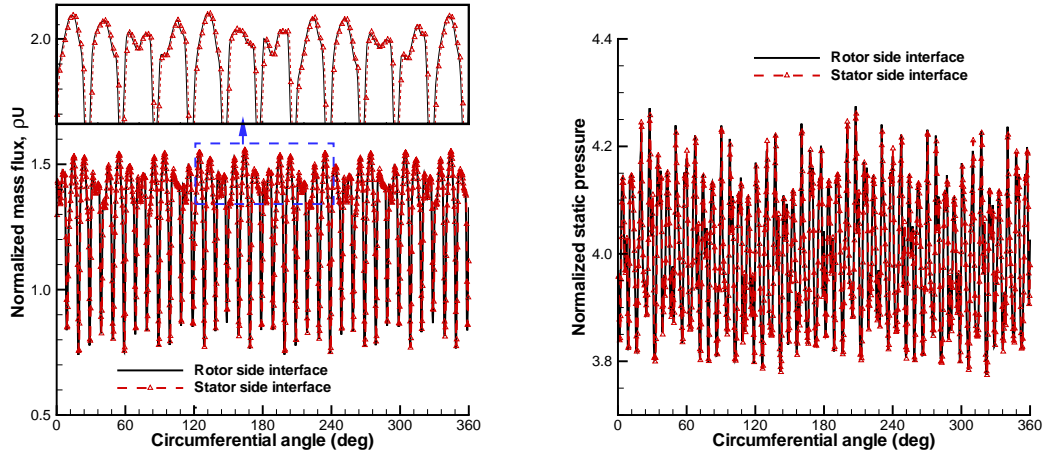 Normalized mass flux, ρU
2.0
1.5
1.0
0.5
Rotor side interface
Stator side interface
0
60
120
180
240
300
360
Circumferential angle (deg)
Normalized static pressure
4.4
4.2
4.0
3.8
3.6
Rotor side interface
Stator side interface
0
60
120
180
240
300
360
Circumferential angle (deg)